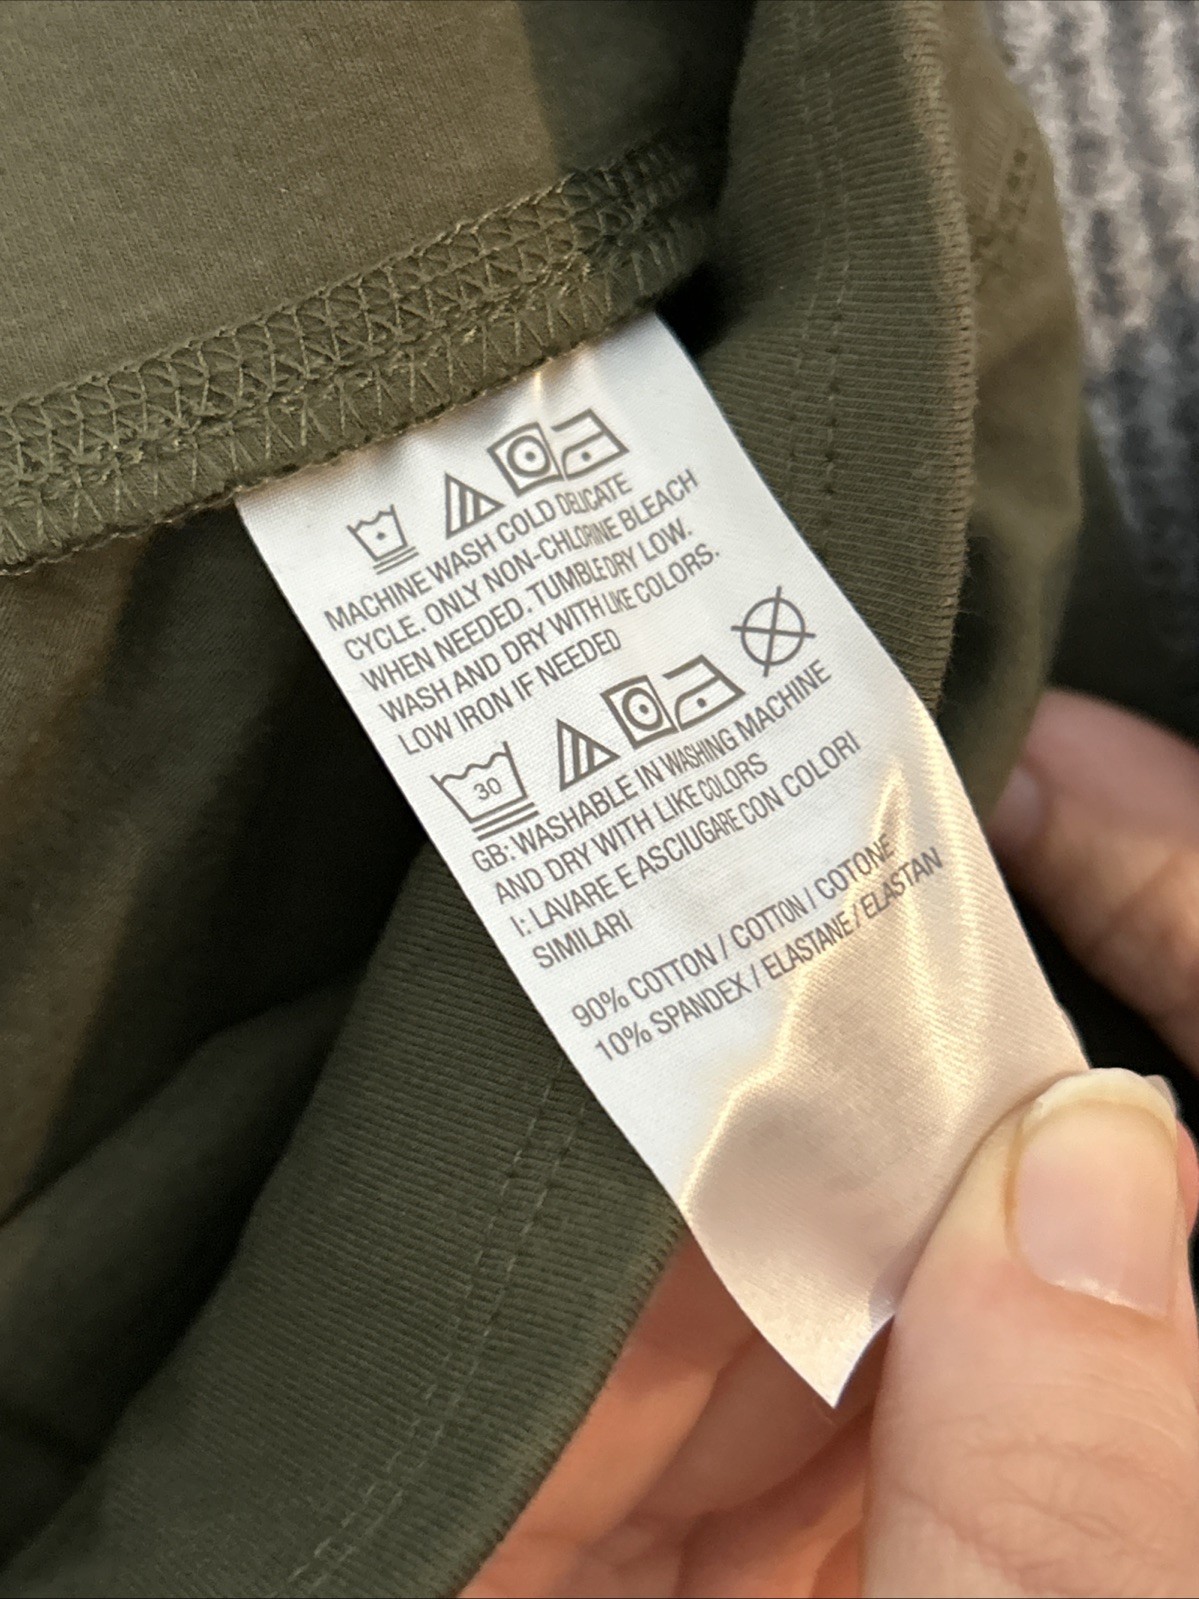 MACHINE WASH COLD DELICATE
CYCLE. ONLY NON-CHLORINE BLEACH
WHEN NEEDED. TUMBLE DRY LOW.
WASH AND DRY WITH LIKE COLORS.
LOW IRON IF NEEDED
30
GB: WASHABLE IN WASHING MACHINE
AND DRY WITH LIKE COLORS
I: LAVARE E ASCIUGARE CON COLORI
SIMILARI
90% COTTON / COTTON / COTONE
10% SPANDEX / ELASTANE / ELASTAN